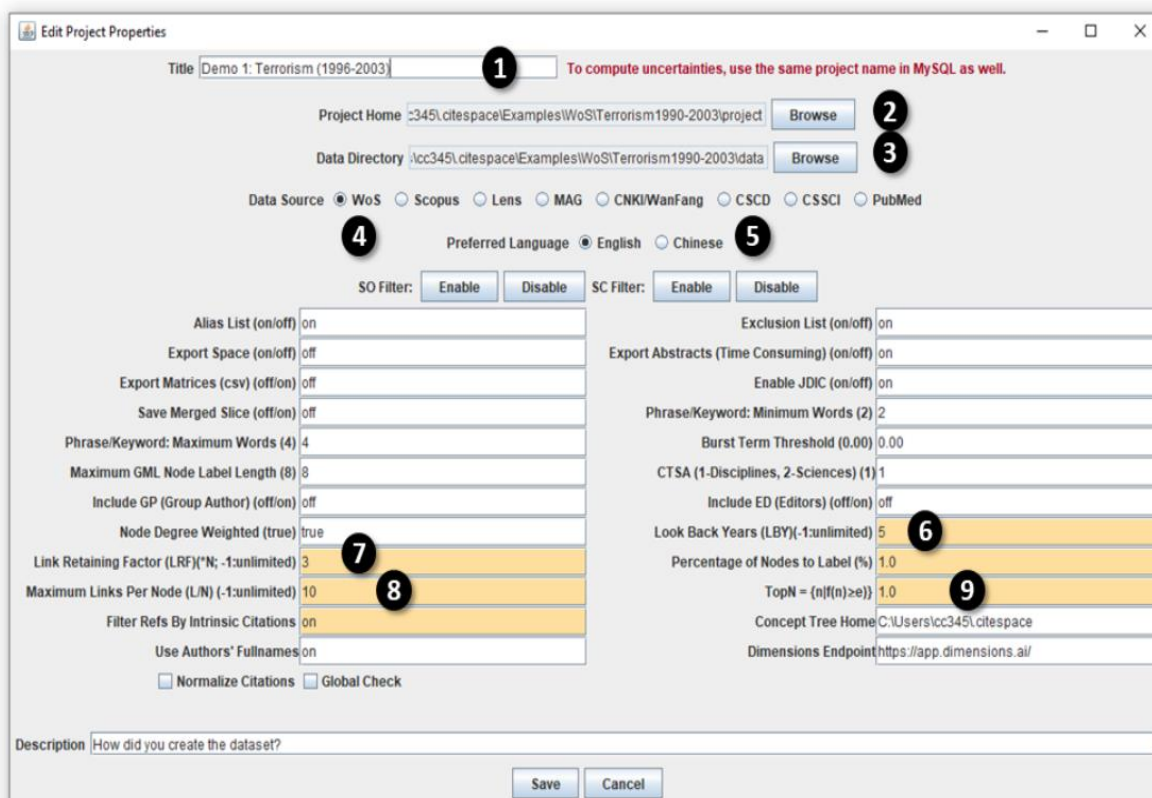 Edit Project Properties
Title Demo 1: Terrorism (1996-2003) 1 To compute uncertainties, use the same project name in MySQL as well.
Project Home :c345\.citespace\Examples\WoS\Terrorism1990-2003\project Browse 2
Data Directory :\cc345\.citespace\Examples\WoS\Terrorism1990-2003\data Browse 3
Data Source WoS Scopus Lens MAG CNKI/WanFang CSCD CSSCI PubMed
4 Preferred Language English Chinese 5
SO Filter: Enable Disable SC Filter: Enable Disable
Alias List (on/off) on Exclusion List (on/off) on
Export Space (on/off) off Export Abstracts (Time Consuming) (on/off) on
Export Matrices (csv) (off/on) off Enable JDIC (on/off) on
Save Merged Slice (off/on) off Phrase/Keyword: Minimum Words (2) 2
Phrase/Keyword: Maximum Words (4) 4 Burst Term Threshold (0.00) 0.00
Maximum GML Node Label Length (8) 8 CTSA (1-Disciplines, 2-Sciences) (1) 1
Include GP (Group Author) (off/on) off Include ED (Editors) (off/on) off
Node Degree Weighted (true) true Look Back Years (LBY)(-1:unlimited) 5 6
Link Retaining Factor (LRF)(*N; -1:unlimited) 3 7 Percentage of Nodes to Label (%) 1.0
Maximum Links Per Node (L/N) (-1:unlimited) 10 8 TopN = {n|f(n)≥e)} 1.0 9
Filter Refs By Intrinsic Citations on Concept Tree Home C:\Users\cc345\.citespace
Use Authors' Fullnames on Dimensions Endpoint https://app.dimensions.ai/
Normalize Citations Global Check
Description How did you create the dataset?
Save Cancel